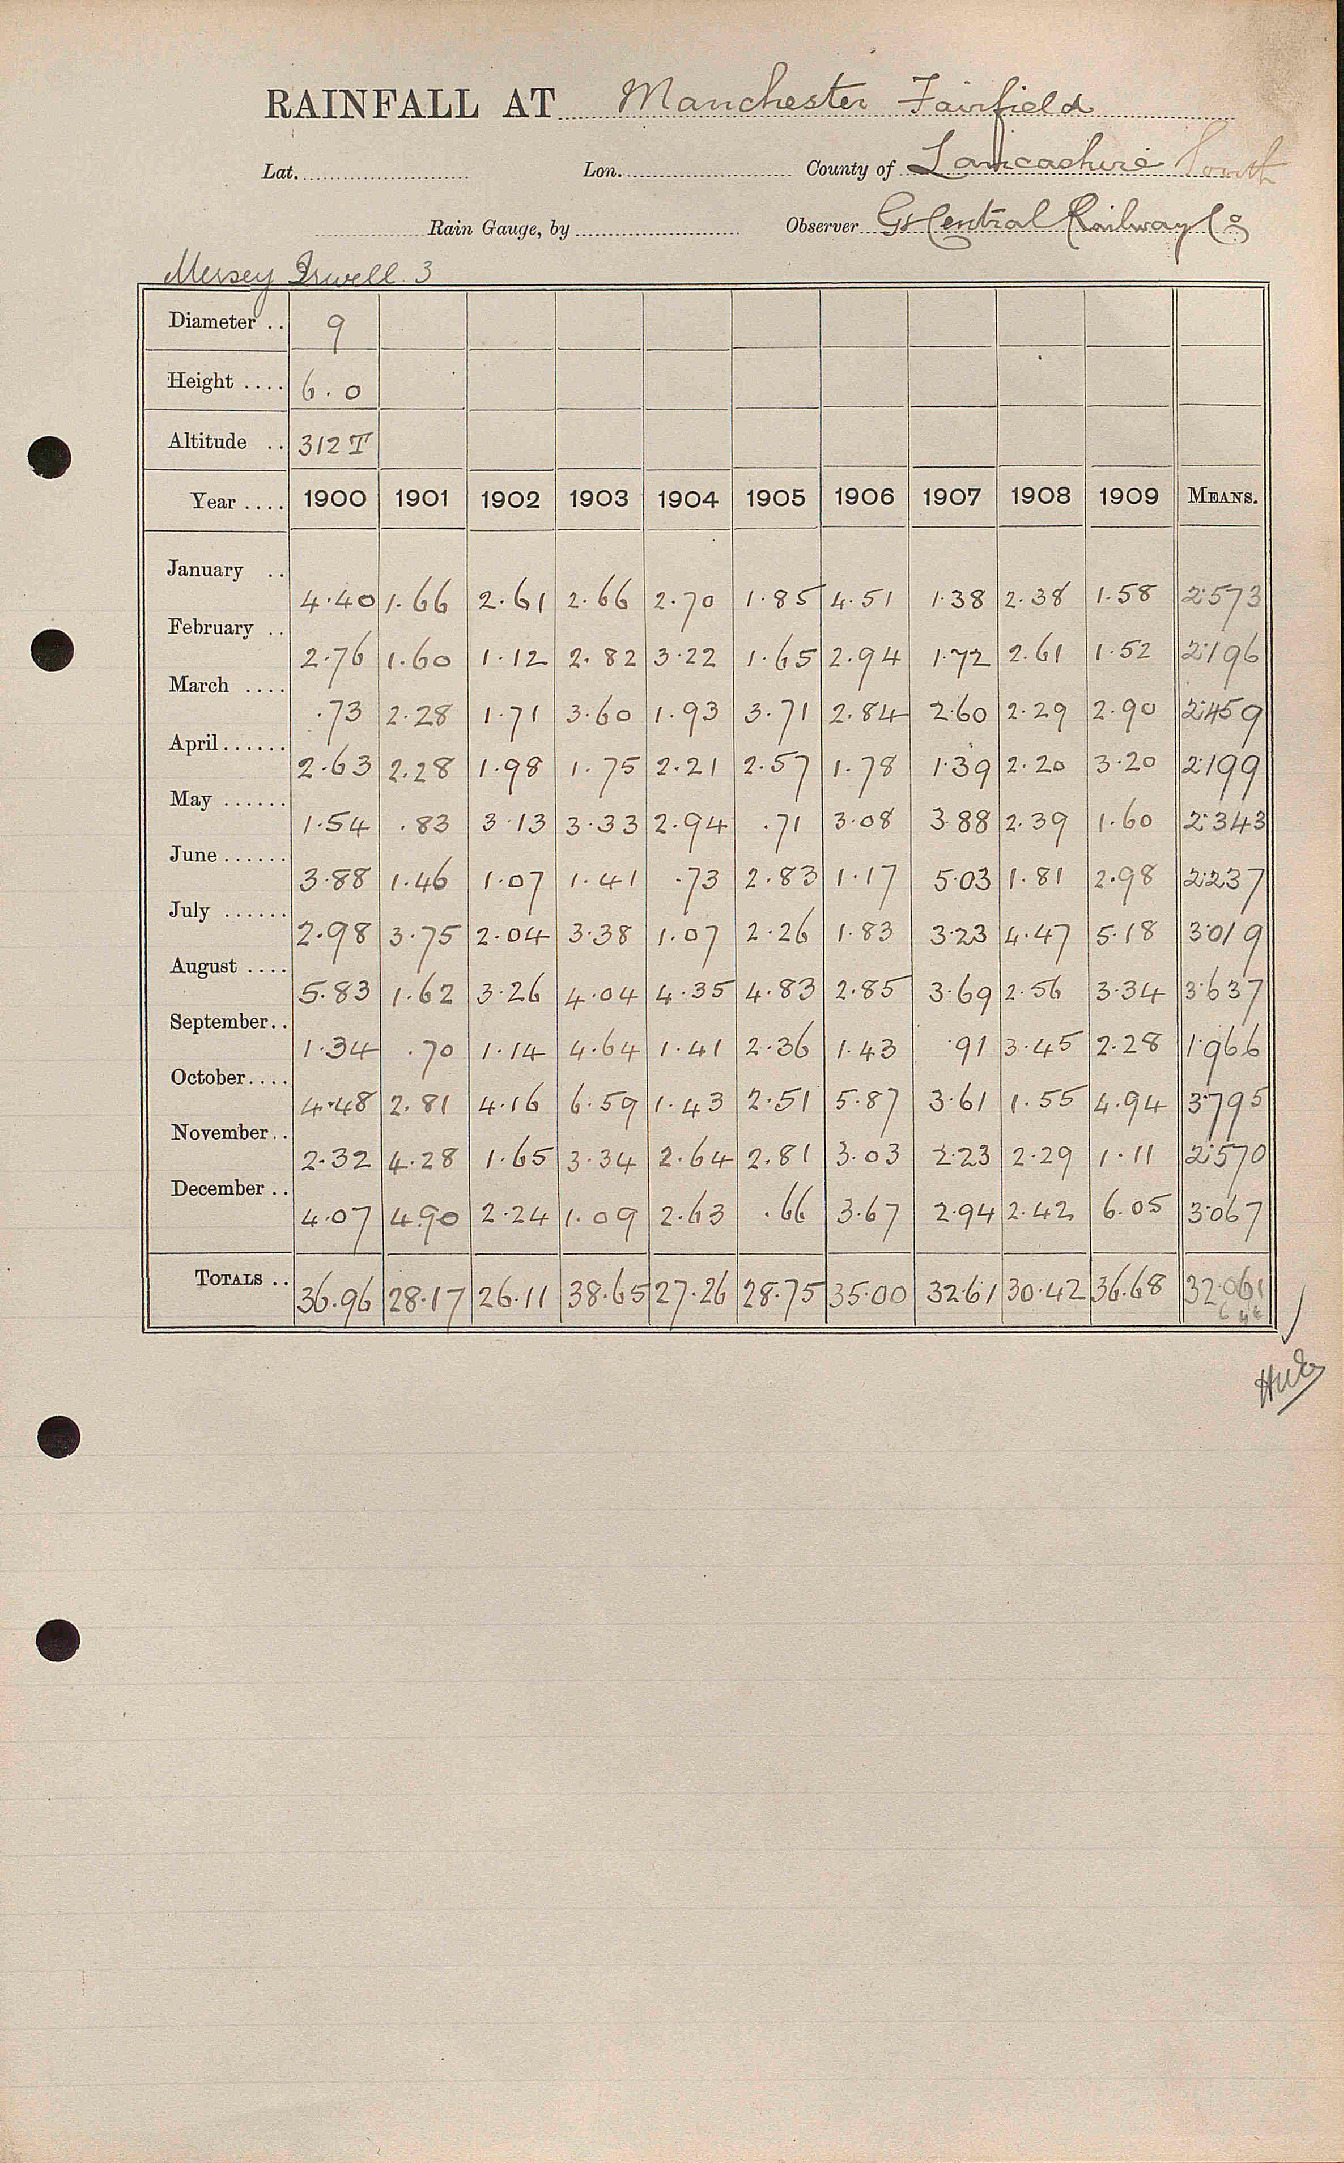 RAINFALL AT Manchester Fairfield
Lat. Lon. County of Lancashire South
Rain Gauge, by Observer Gt Central Railway Co
Mersey Irwell. 3
Diameter .. 9
Height .... 6.0
Altitude .. 312 T
Year .... 1900 1901 1902 1903 1904 1905 1906 1907 1908 1909 MEANS.
January .. 4.40 1.66 2.61 2.66 2.70 1.85 4.51 1.38 2.38 1.58 2.573
February .. 2.76 1.60 1.12 2.82 3.22 1.65 2.94 1.72 2.61 1.52 2.196
March .... .73 2.28 1.71 3.60 1.93 3.71 2.84 2.60 2.29 2.90 2.459
April...... 2.63 2.28 1.98 1.75 2.21 2.57 1.78 1.39 2.20 3.20 2.199
May ...... 1.54 .83 3.13 3.33 2.94 .71 3.08 3.88 2.39 1.60 2.343
June...... 3.88 1.46 1.07 1.41 .73 2.83 1.17 5.03 1.81 2.98 2.237
July ...... 2.98 3.75 2.04 3.38 1.07 2.26 1.83 3.23 4.47 5.18 3.019
August .... 5.83 1.62 3.26 4.04 4.35 4.83 2.85 3.69 2.56 3.34 3.637
September.. 1.34 .70 1.14 4.64 1.41 2.36 1.43 .91 3.45 2.28 1.966
October.... 4.48 2.81 4.16 6.59 1.43 2.51 5.87 3.61 1.55 4.94 3.795
November.. 2.32 4.28 1.65 3.34 2.64 2.81 3.03 2.23 2.29 1.11 2.570
December .. 4.07 4.90 2.24 1.09 2.63 .66 3.67 2.94 2.42 6.05 3.067
TOTALS .. 36.96 28.17 26.11 38.65 27.26 28.75 35.00 32.61 30.42 36.68 32.061